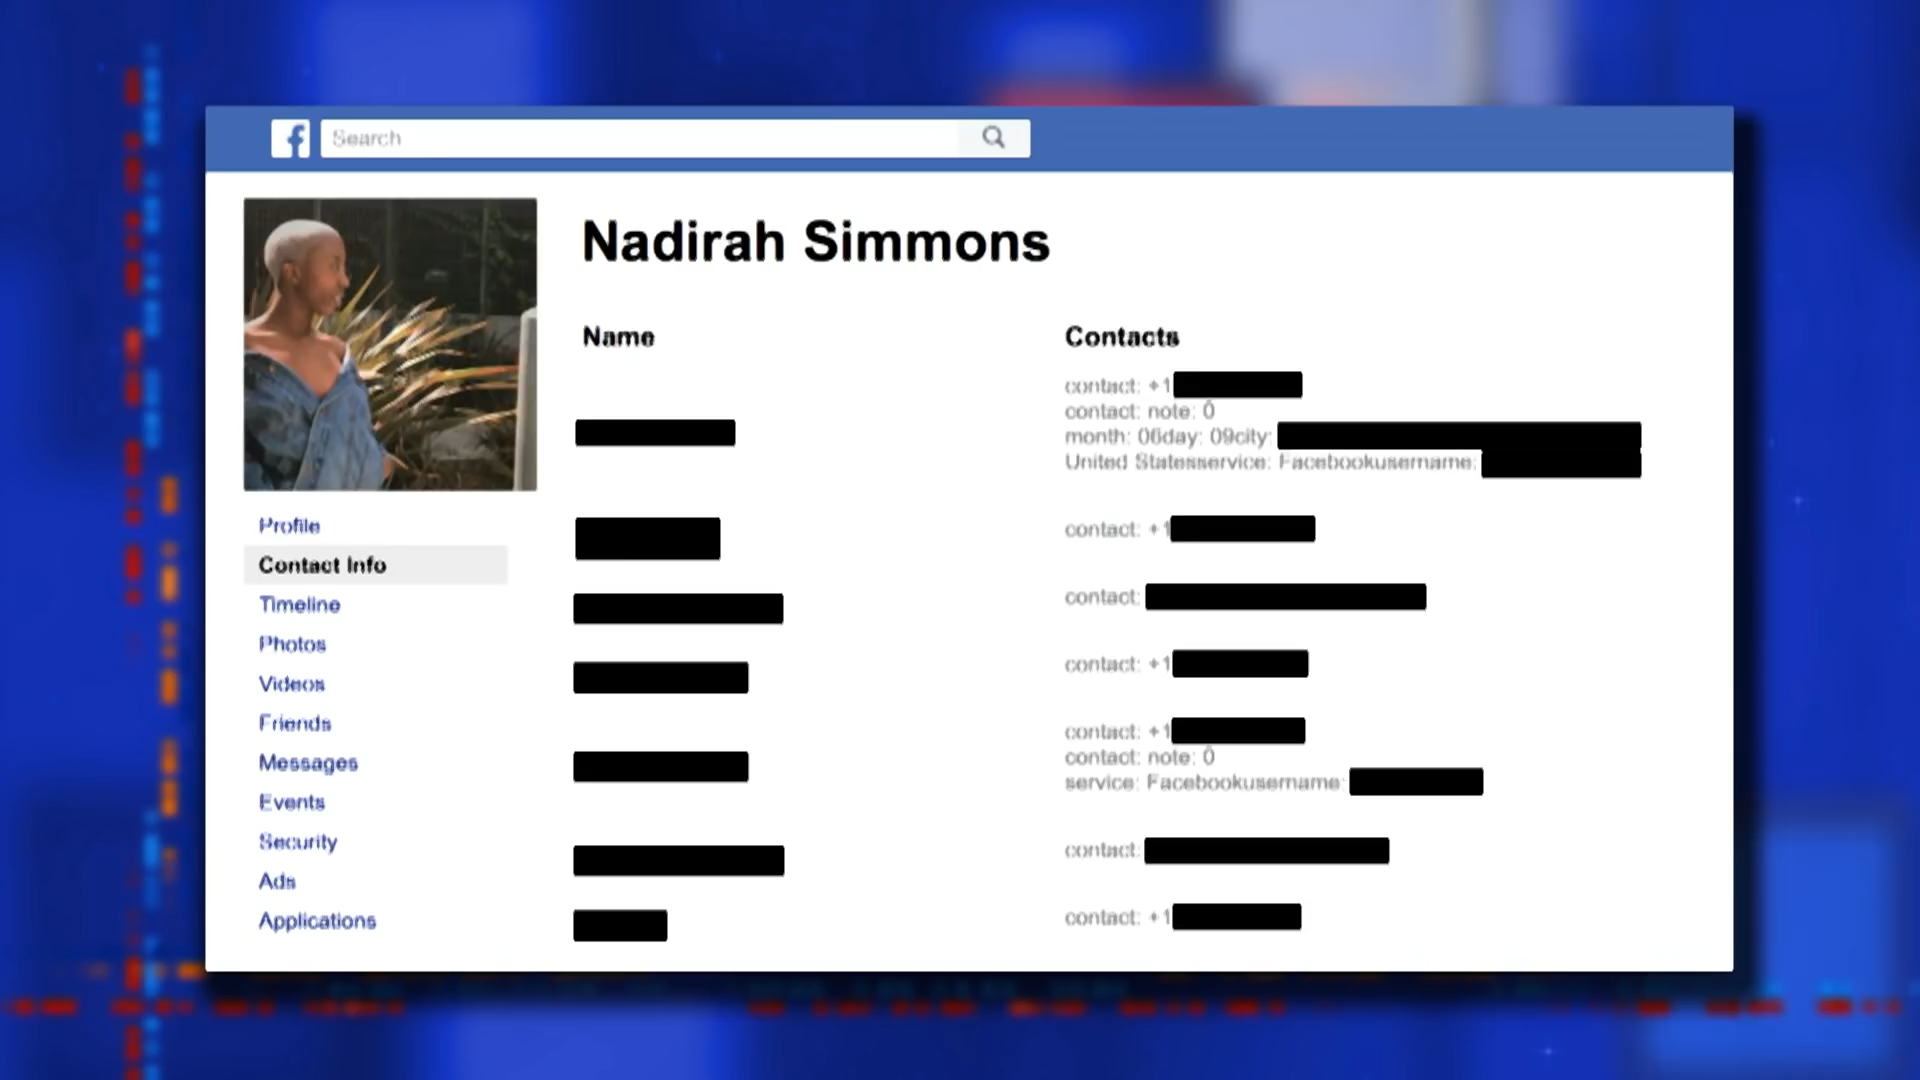 f Search
Nadirah Simmons
Name
Contacts
contact: +1
contact: note: 0
month: 06day: 09city:
United Statesservice: Facebookusername:
contact: +1
contact:
contact: +1
contact: +1
contact: note: 0
service: Facebookusername:
contact:
contact: +1
Profile
Contact Info
Timeline
Photos
Videos
Friends
Messages
Events
Security
Ads
Applications